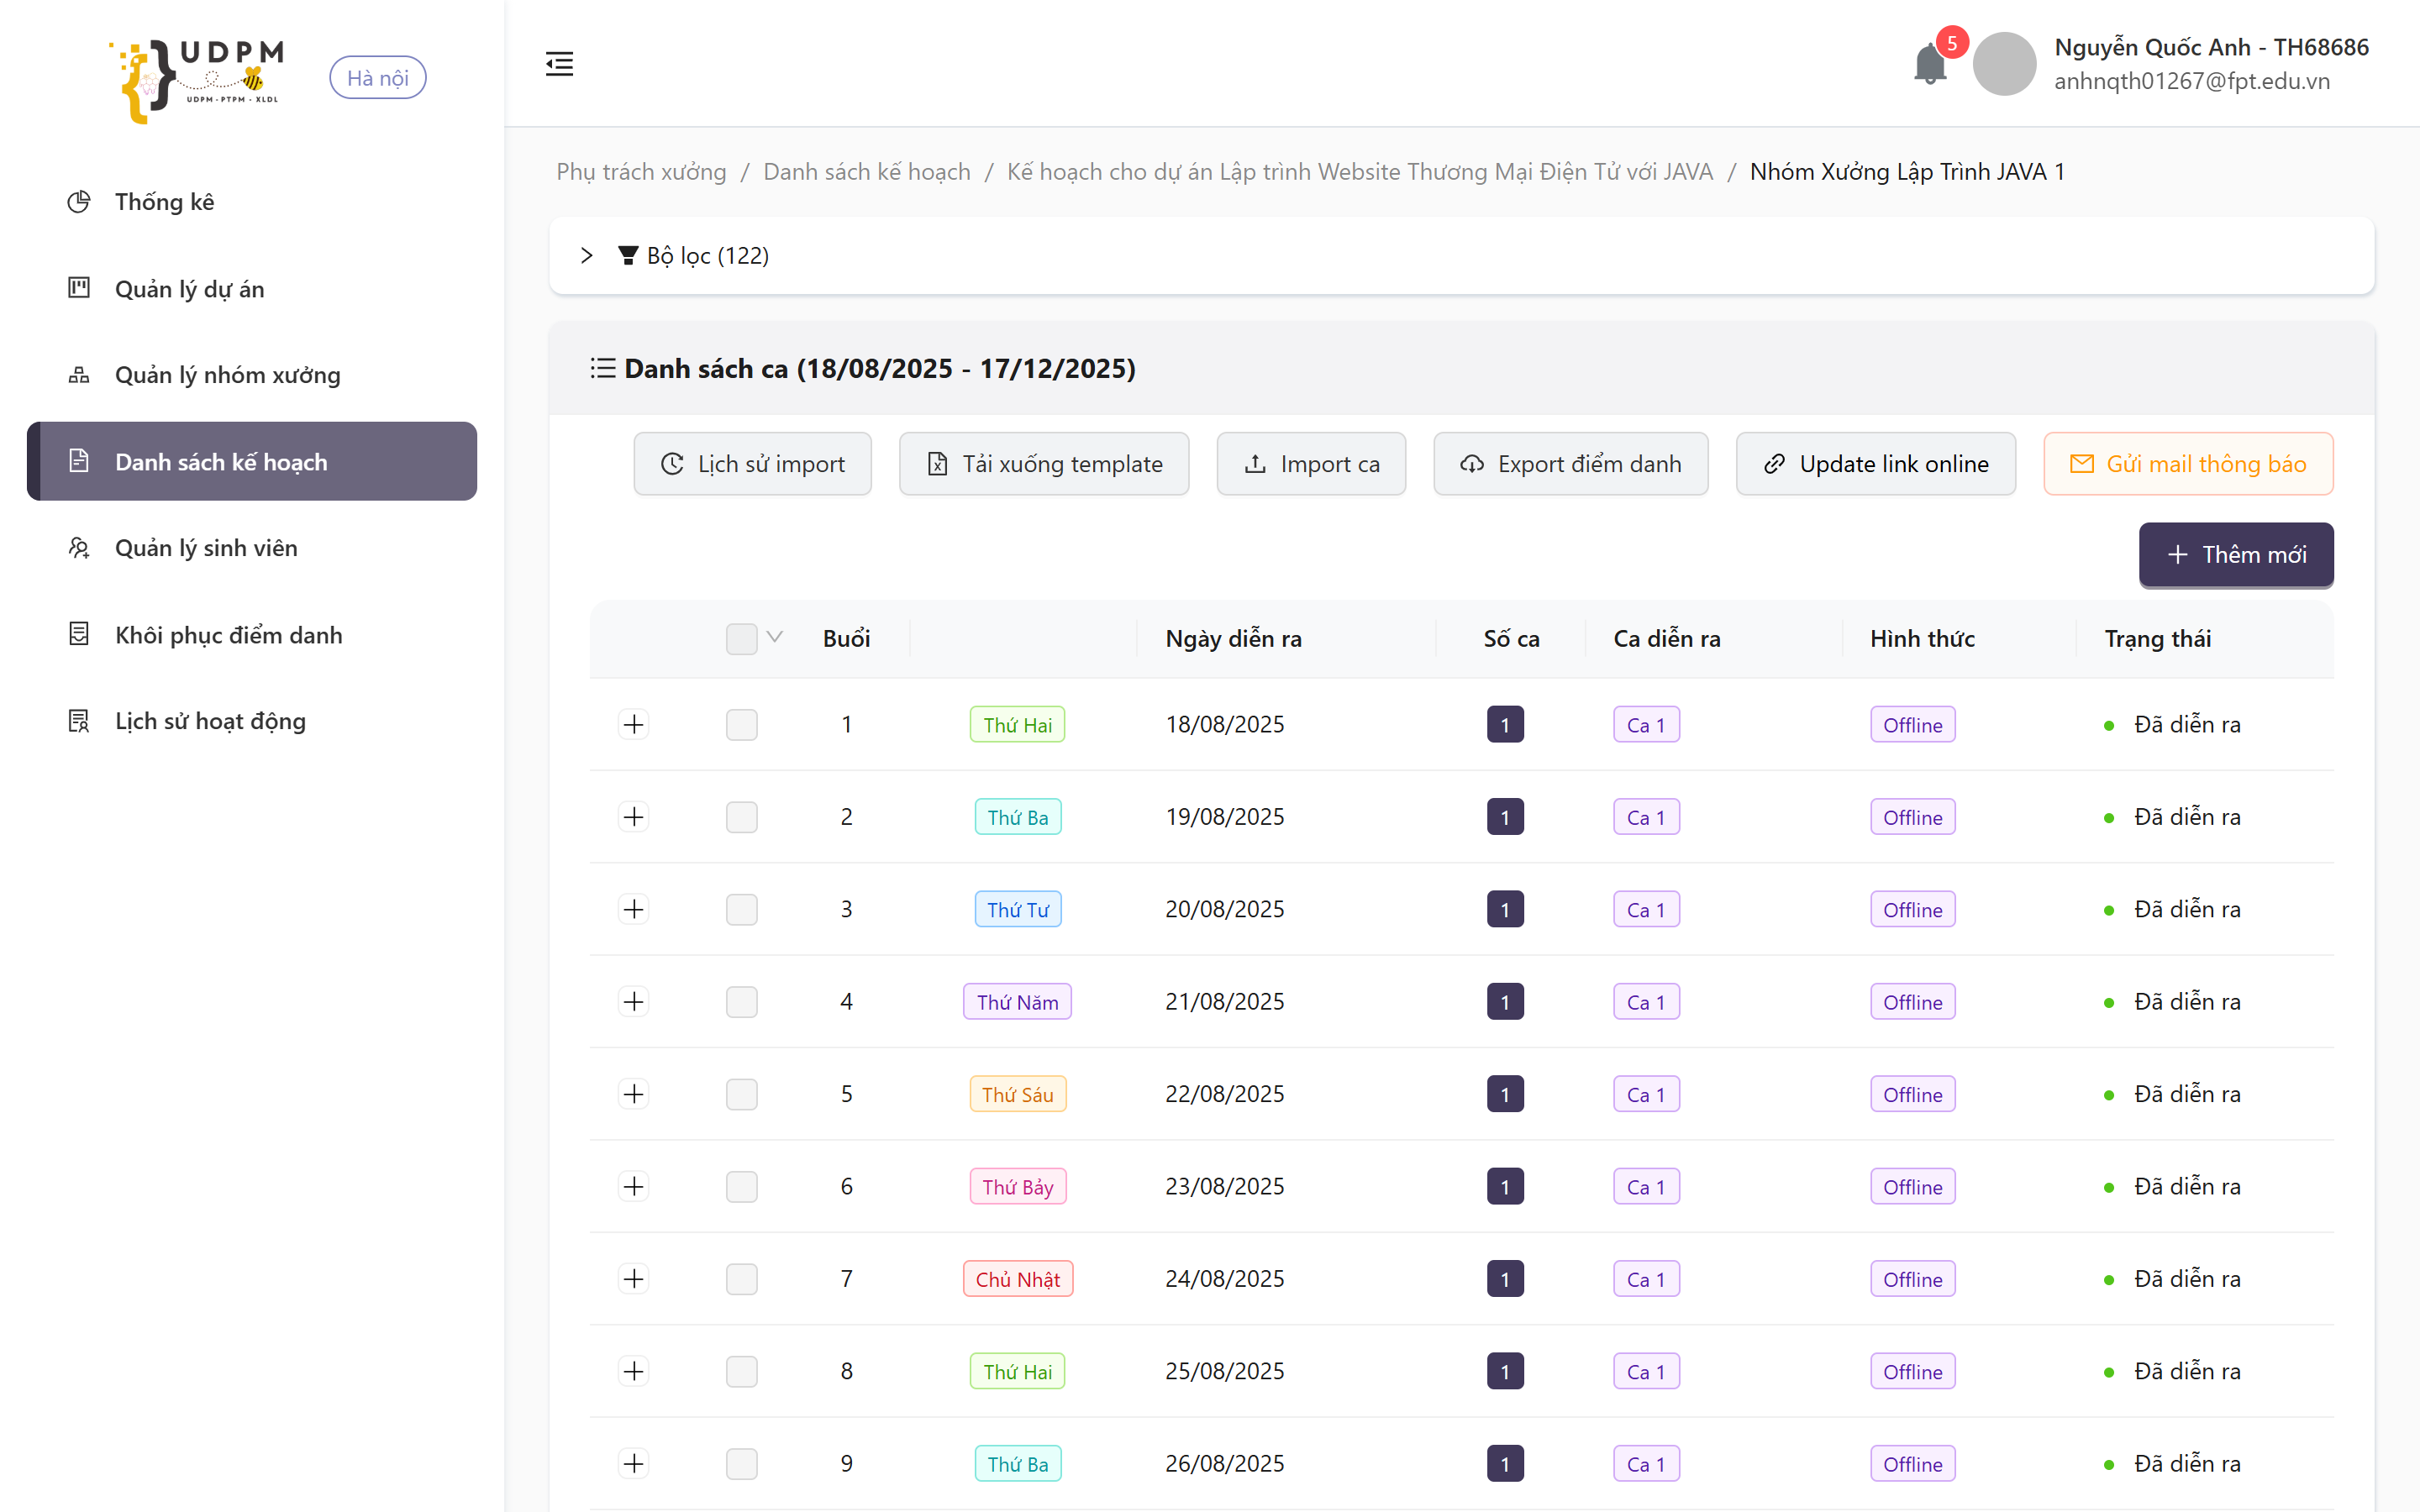 UDPM
UDPM - PTPM - XLDL
Hà nội
5
Nguyễn Quốc Anh - TH68686
anhnqth01267@fpt.edu.vn
Thống kê
Quản lý dự án
Quản lý nhóm xưởng
Danh sách kế hoạch
Quản lý sinh viên
Khôi phục điểm danh
Lịch sử hoạt động
Phụ trách xưởng / Danh sách kế hoạch / Kế hoạch cho dự án Lập trình Website Thương Mại Điện Tử với JAVA / Nhóm Xưởng Lập Trình JAVA 1
Bộ lọc (122)
Danh sách ca (18/08/2025 - 17/12/2025)
Lịch sử import Tải xuống template Import ca Export điểm danh Update link online Gửi mail thông báo
Thêm mới
Buổi Ngày diễn ra Số ca Ca diễn ra Hình thức Trạng thái
1 Thứ Hai 18/08/2025 1 Ca 1 Offline Đã diễn ra
2 Thứ Ba 19/08/2025 1 Ca 1 Offline Đã diễn ra
3 Thứ Tư 20/08/2025 1 Ca 1 Offline Đã diễn ra
4 Thứ Năm 21/08/2025 1 Ca 1 Offline Đã diễn ra
5 Thứ Sáu 22/08/2025 1 Ca 1 Offline Đã diễn ra
6 Thứ Bảy 23/08/2025 1 Ca 1 Offline Đã diễn ra
7 Chủ Nhật 24/08/2025 1 Ca 1 Offline Đã diễn ra
8 Thứ Hai 25/08/2025 1 Ca 1 Offline Đã diễn ra
9 Thứ Ba 26/08/2025 1 Ca 1 Offline Đã diễn ra